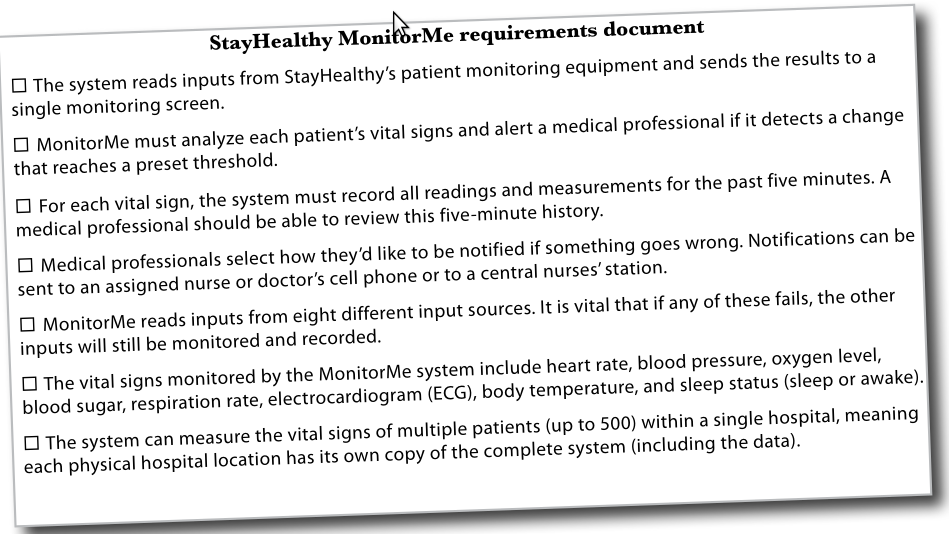 StayHealthy MonitorMe requirements document
☐ The system reads inputs from StayHealthy’s patient monitoring equipment and sends the results to a
single monitoring screen.
☐ MonitorMe must analyze each patient’s vital signs and alert a medical professional if it detects a change
that reaches a preset threshold.
☐ For each vital sign, the system must record all readings and measurements for the past five minutes. A
medical professional should be able to review this five-minute history.
☐ Medical professionals select how they’d like to be notified if something goes wrong. Notifications can be
sent to an assigned nurse or doctor’s cell phone or to a central nurses’ station.
☐ MonitorMe reads inputs from eight different input sources. It is vital that if any of these fails, the other
inputs will still be monitored and recorded.
☐ The vital signs monitored by the MonitorMe system include heart rate, blood pressure, oxygen level,
blood sugar, respiration rate, electrocardiogram (ECG), body temperature, and sleep status (sleep or awake).
☐ The system can measure the vital signs of multiple patients (up to 500) within a single hospital, meaning
each physical hospital location has its own copy of the complete system (including the data).